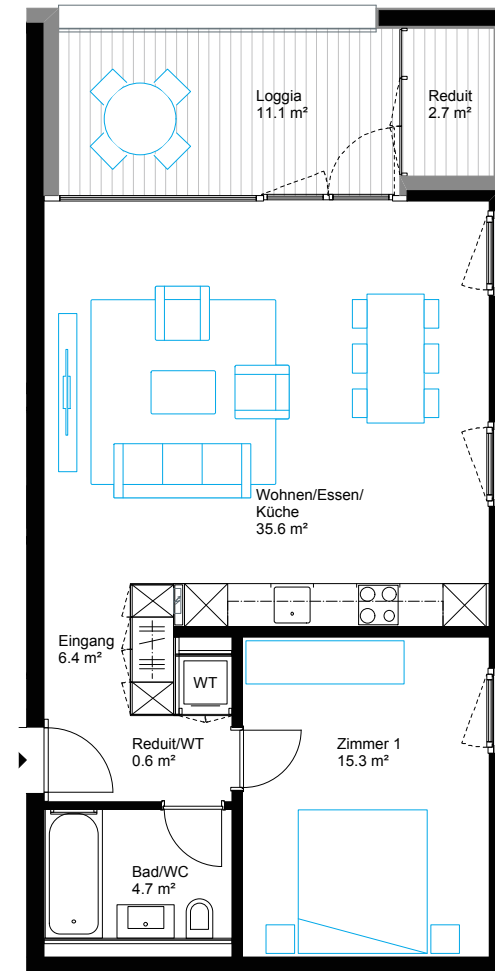 Loggia
11.1 m²
Reduit
2.7 m²
Wohnen/Essen/
Küche
35.6 m²
Eingang
6.4 m²
WT
Reduit/WT
0.6 m²
Zimmer 1
15.3 m²
Bad/WC
4.7 m²